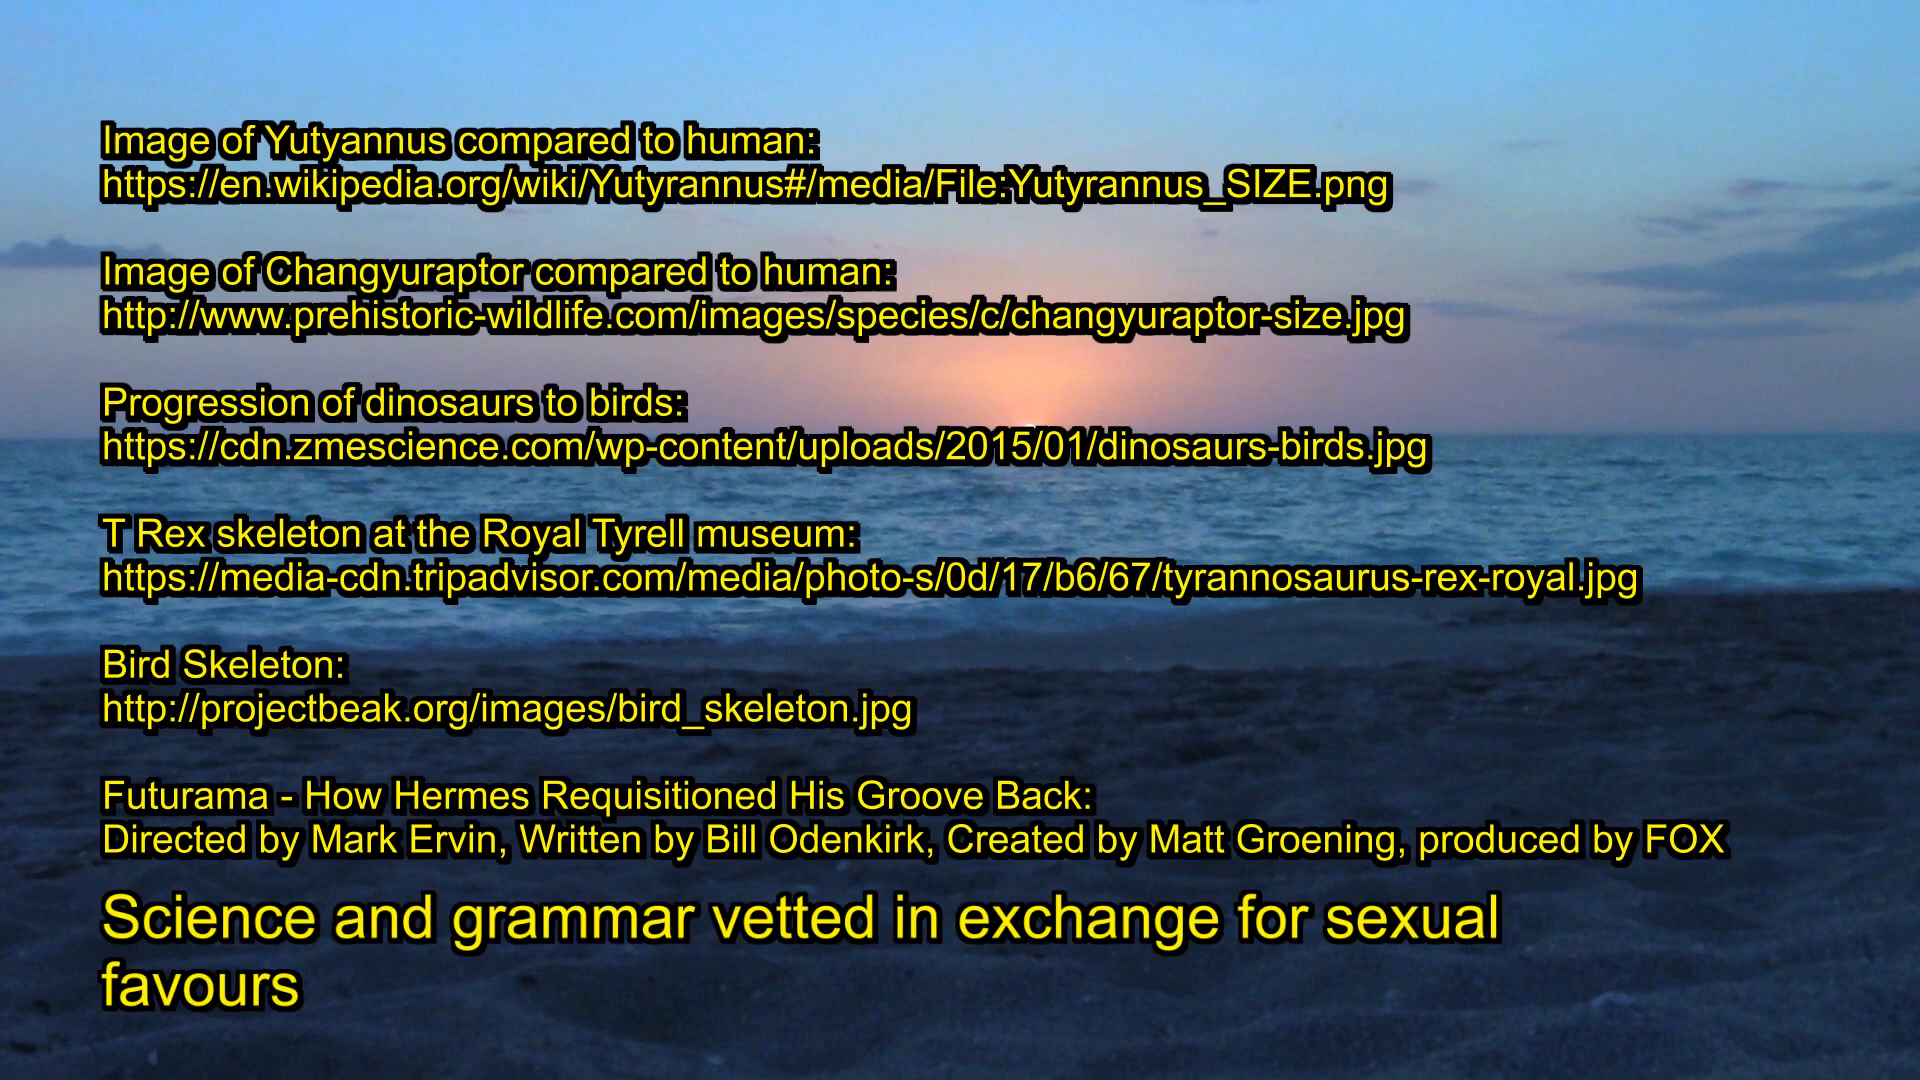 Image of Yutyannus compared to human:
https://en.wikipedia.org/wiki/Yutyrannus#/media/File:Yutyrannus_SIZE.png
Image of Changyuraptor compared to human:
http://www.prehistoric-wildlife.com/images/species/c/changyuraptor-size.jpg
Progression of dinosaurs to birds:
https://cdn.zmescience.com/wp-content/uploads/2015/01/dinosaurs-birds.jpg
T Rex skeleton at the Royal Tyrell museum:
https://media-cdn.tripadvisor.com/media/photo-s/0d/17/b6/67/tyrannosaurus-rex-royal.jpg
Bird Skeleton:
http://projectbeak.org/images/bird_skeleton.jpg
Futurama - How Hermes Requisitioned His Groove Back:
Directed by Mark Ervin, Written by Bill Odenkirk, Created by Matt Groening, produced by FOX
Science and grammar vetted in exchange for sexual
favours